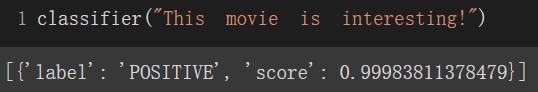 1 classifier("This movie is interesting!")
[{'label': 'POSITIVE', 'score': 0.99983811378479}]